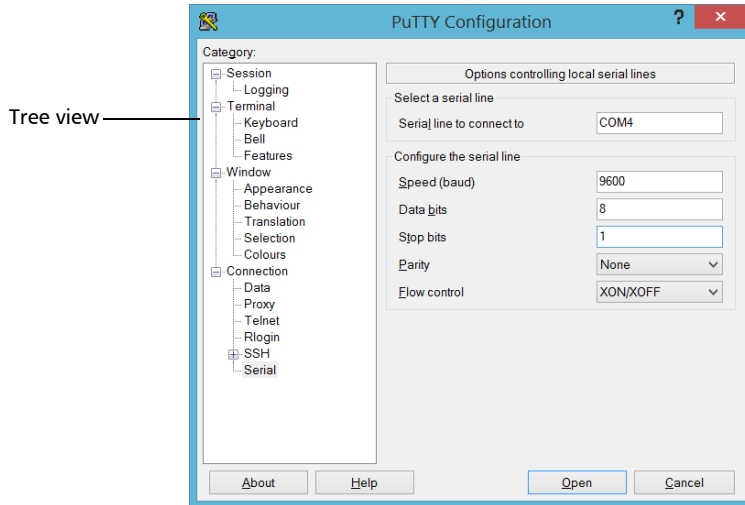 PuTTY Configuration
?
Category:
Session
Logging
Terminal
Keyboard
Bell
Features
Window
Appearance
Behaviour
Translation
Selection
Colours
Connection
Data
Proxy
Telnet
Rlogin
SSH
Serial
Tree view
Options controlling local serial lines
Select a serial line
Serial line to connect to COM4
Configure the serial line
Speed (baud) 9600
Data bits 8
Stop bits 1
Parity None
Flow control XON/XOFF
About Help Open Cancel